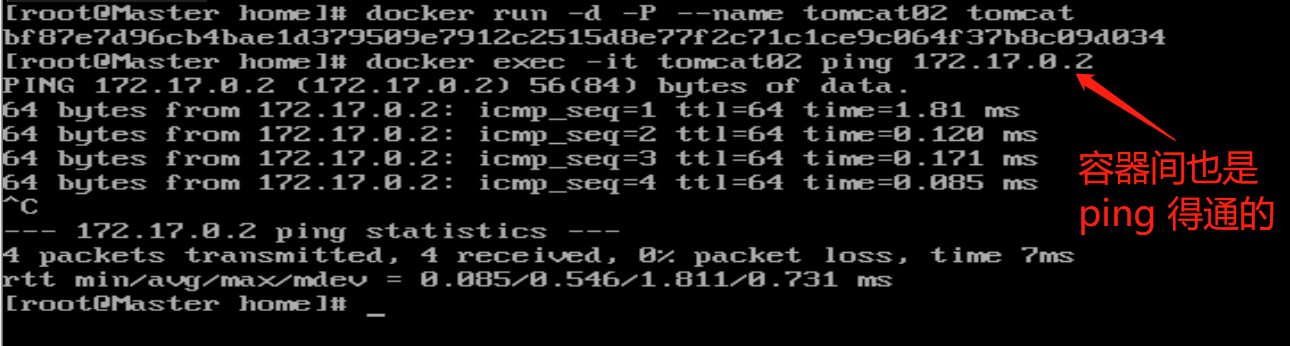 [root@Master home]# docker run -d -P --name tomcat02 tomcat
bf87e7d96cb4bae1d379509e7912c2515d8e77f2c71c1ce9c064f37b8c09d034
[root@Master home]# docker exec -it tomcat02 ping 172.17.0.2
PING 172.17.0.2 (172.17.0.2) 56(84) bytes of data.
64 bytes from 172.17.0.2: icmp_seq=1 ttl=64 time=1.81 ms
64 bytes from 172.17.0.2: icmp_seq=2 ttl=64 time=0.120 ms
64 bytes from 172.17.0.2: icmp_seq=3 ttl=64 time=0.171 ms
64 bytes from 172.17.0.2: icmp_seq=4 ttl=64 time=0.085 ms
^C
--- 172.17.0.2 ping statistics ---
4 packets transmitted, 4 received, 0% packet loss, time 7ms
rtt min/avg/max/mdev = 0.085/0.546/1.811/0.731 ms
[root@Master home]# _
容器间也是
ping 得通的